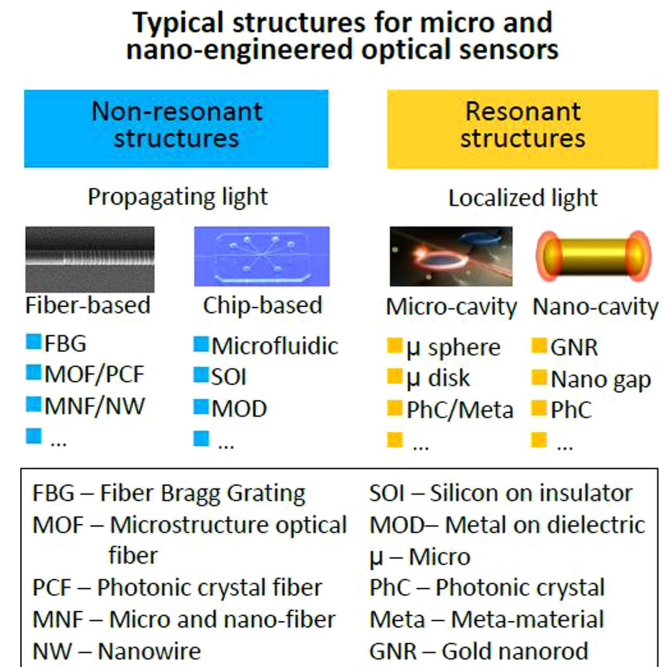 Typical structures for micro and
nano-engineered optical sensors
Non-resonant
structures
Resonant
structures
Propagating light
Localized light
Fiber-based
Chip-based
Micro-cavity
Nano-cavity
FBG
MOF/PCF
MNF/NW
...
Microfluidic
SOI
MOD
...
μ sphere
μ disk
PhC/Meta
...
GNR
Nano gap
PhC
...
FBG – Fiber Bragg Grating
MOF – Microstructure optical
fiber
PCF – Photonic crystal fiber
MNF – Micro and nano-fiber
NW – Nanowire
SOI – Silicon on insulator
MOD– Metal on dielectric
μ – Micro
PhC – Photonic crystal
Meta – Meta-material
GNR – Gold nanorod